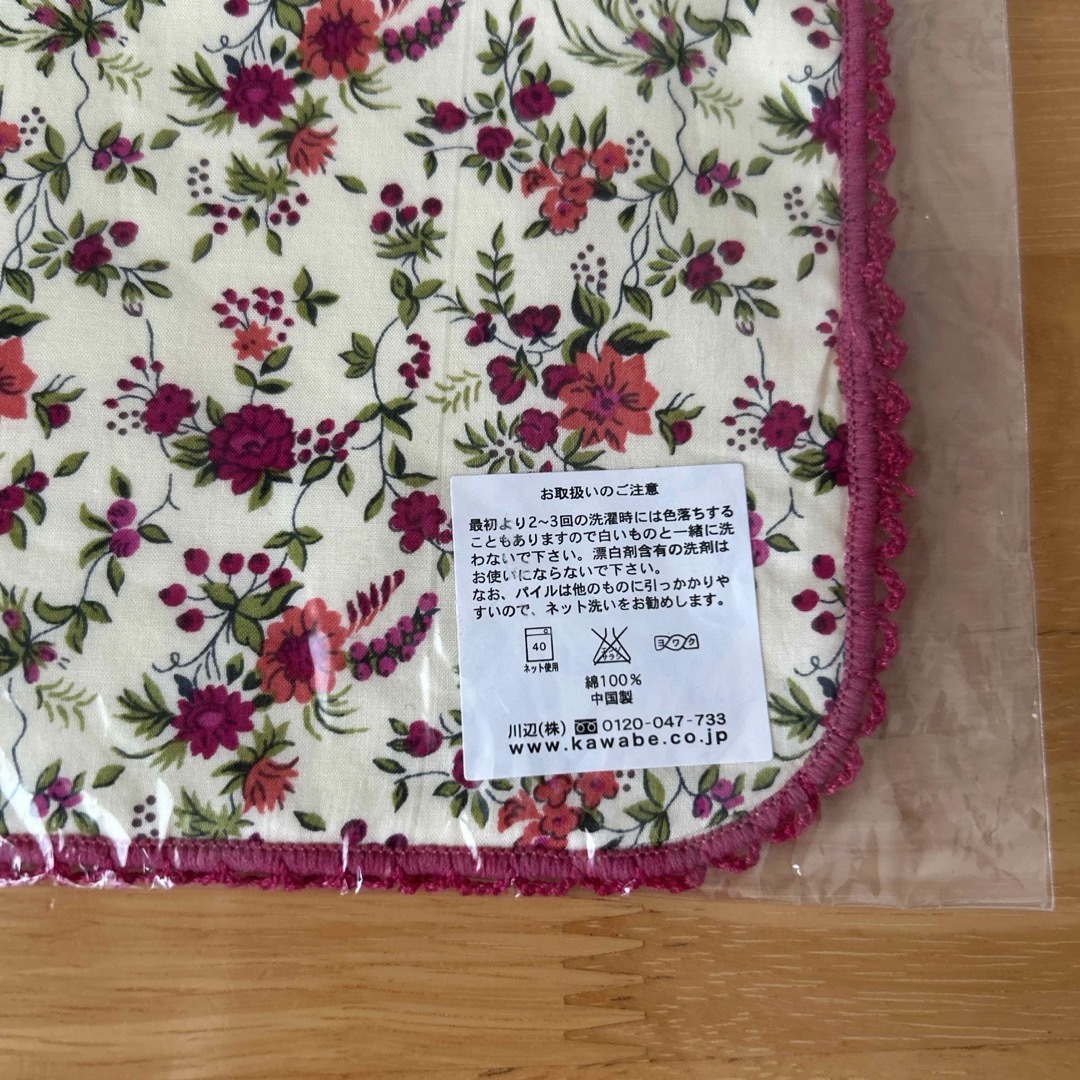 お取扱いのご注意
最初より2~3回の洗濯時には色落ちする
こともありますので白いものと一緒に洗
わないで下さい。漂白剤含有の洗剤は
お使いにならないで下さい。
なお、パイルは他のものに引っかかりや
すいので、ネット洗いをお勧めします。
40
ネット使用
エンソ
サラシ
ヨワク
綿100%
中国製
川辺(株) 0120-047-733
www.kawabe.co.jp